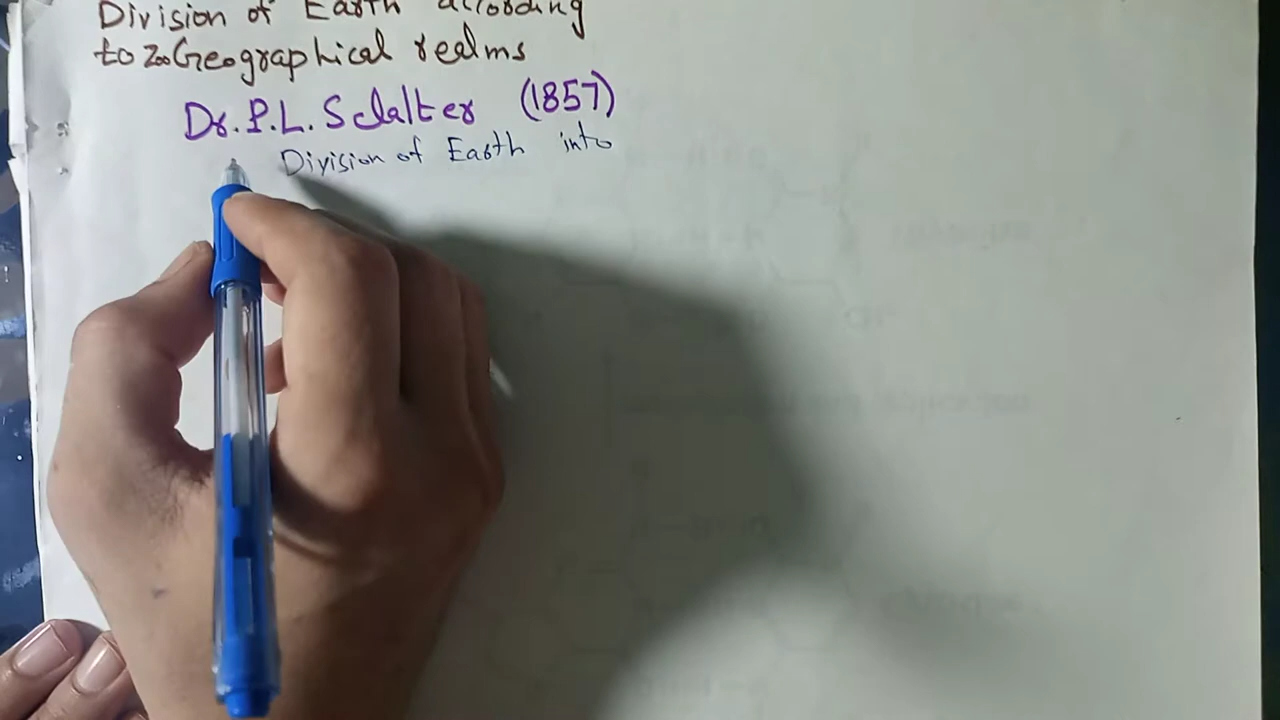 Division of Earth according
to ZooGeographical realms
Dr. P.L. Sclalter (1857)
Division of Earth into